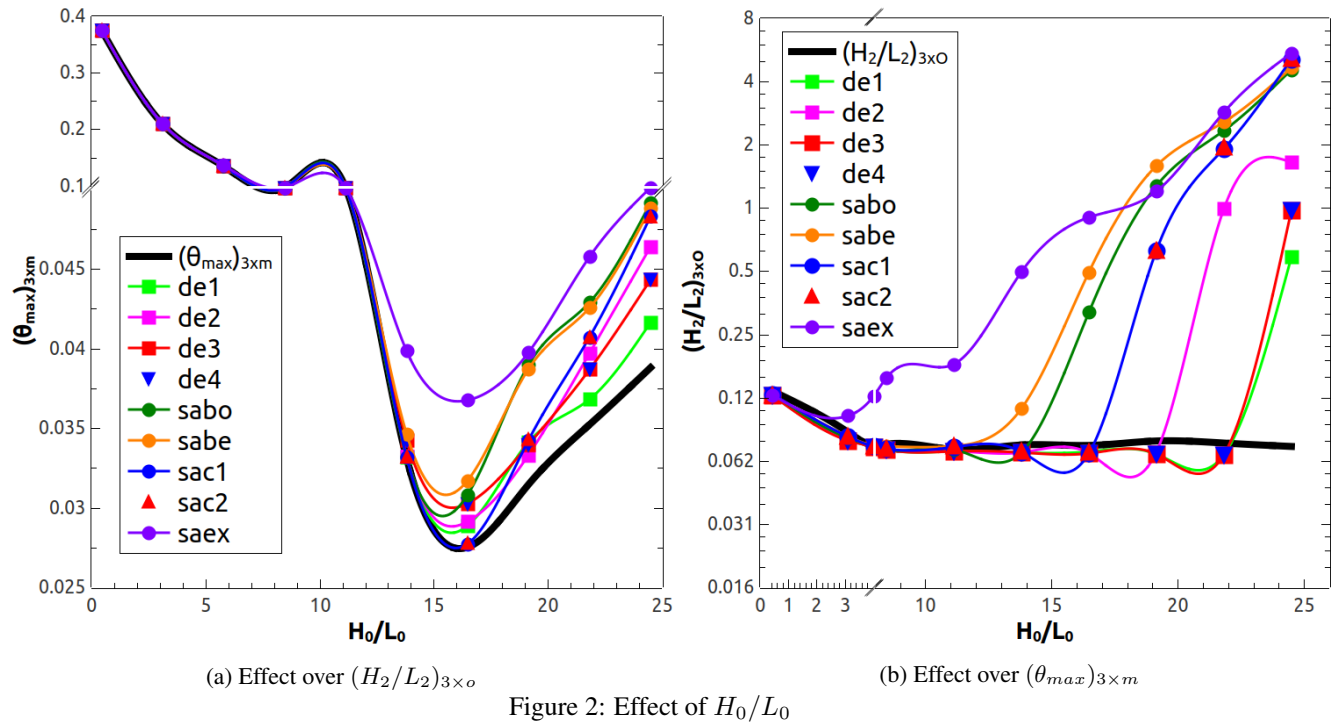 0.4
0.3
0.2
0.1
0.045
0.04
0.035
0.03
0.025
(θmax)3xm
(θmax)3xm
de1
de2
de3
de4
sabo
sabe
sac1
sac2
saex
0 5 10 15 20 25
H0/L0
8
4
2
1
0.5
0.25
0.12
0.062
0.031
0.016
(H2/L2)3xO
(H2/L2)3xO
de1
de2
de3
de4
sabo
sabe
sac1
sac2
saex
0 1 2 3 10 15 20 25
H0/L0
(a) Effect over (H2/L2)3×o
(b) Effect over (θmax)3×m
Figure 2: Effect of H0/L0